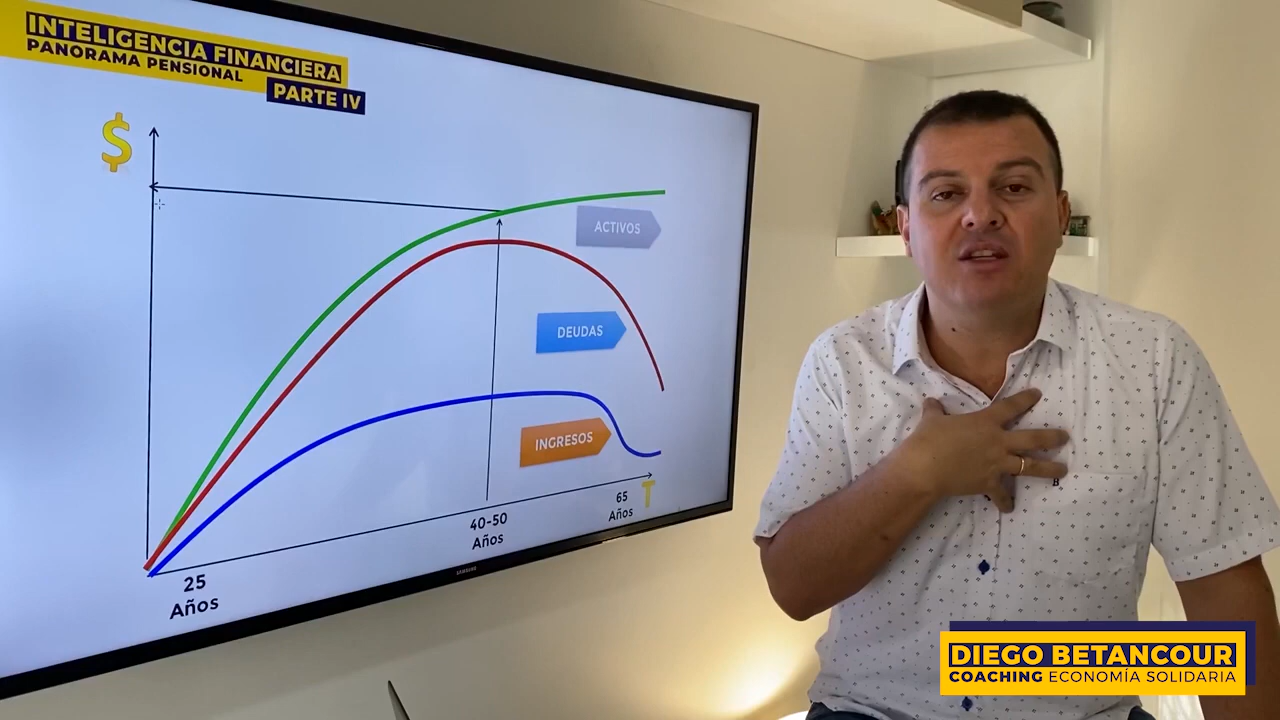 INTELIGENCIA FINANCIERA
PANORAMA PENSIONAL
PARTE IV
$
ACTIVOS
DEUDAS
INGRESOS
25
Años
40-50
Años
65
Años
T
SAMSUNG
B
DIEGO BETANCOUR
COACHING ECONOMÍA SOLIDARIA